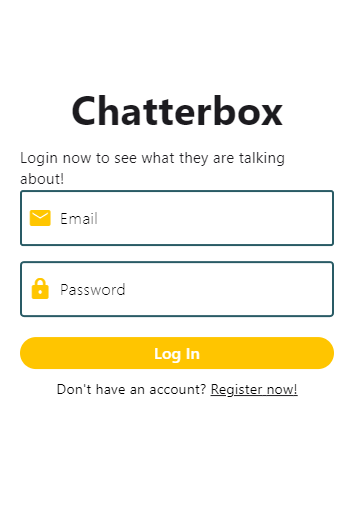 Chatterbox
Login now to see what they are talking
about!
Email
Password
Log In
Don't have an account? Register now!